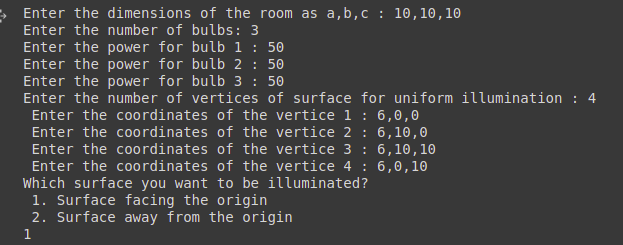 Enter the dimensions of the room as a,b,c : 10,10,10
Enter the number of bulbs: 3
Enter the power for bulb 1 : 50
Enter the power for bulb 2 : 50
Enter the power for bulb 3 : 50
Enter the number of vertices of surface for uniform illumination : 4
Enter the coordinates of the vertice 1 : 6,0,0
Enter the coordinates of the vertice 2 : 6,10,0
Enter the coordinates of the vertice 3 : 6,10,10
Enter the coordinates of the vertice 4 : 6,0,10
Which surface you want to be illuminated?
1. Surface facing the origin
2. Surface away from the origin
1